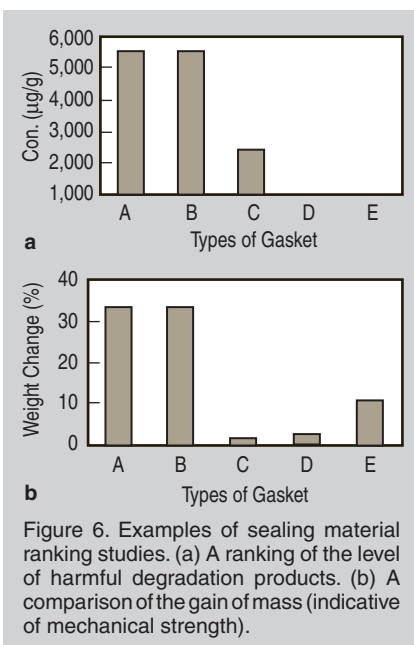 6,000
5,000
4,000
3,000
2,000
1,000
Con. (µg/g)
A B C D E
a
Types of Gasket
40
30
20
10
0
Weight Change (%)
A B C D E
b
Types of Gasket
Figure 6. Examples of sealing material
ranking studies. (a) A ranking of the level
of harmful degradation products. (b) A
comparison of the gain of mass (indicative
of mechanical strength).